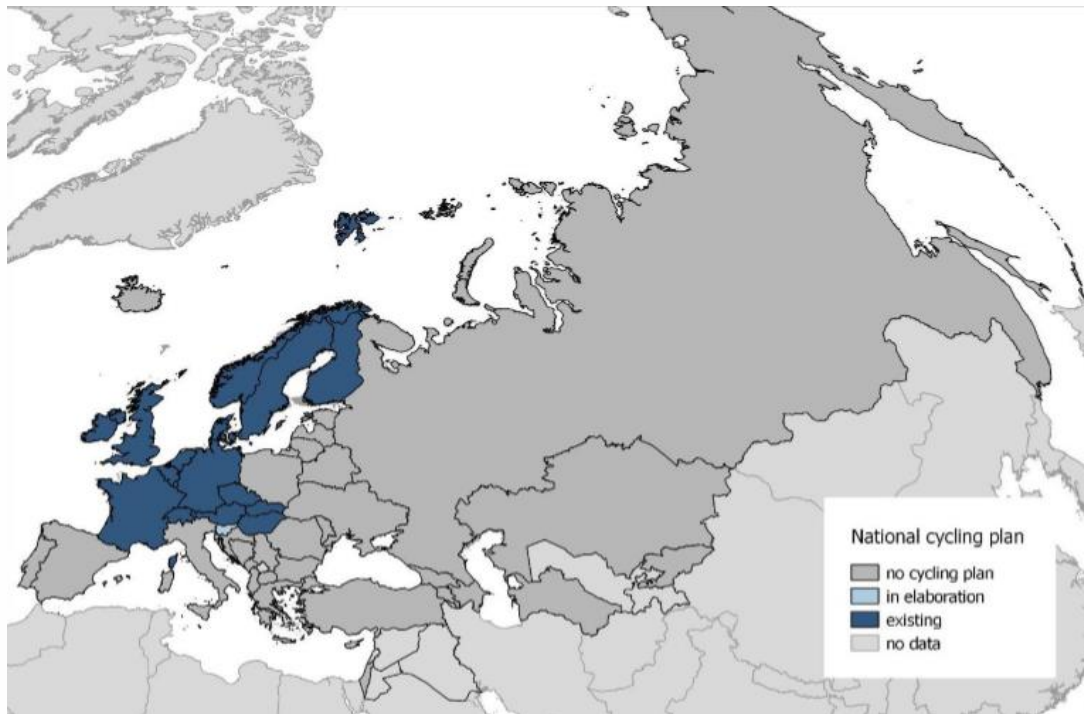 National cycling plan
no cycling plan
in elaboration
existing
no data